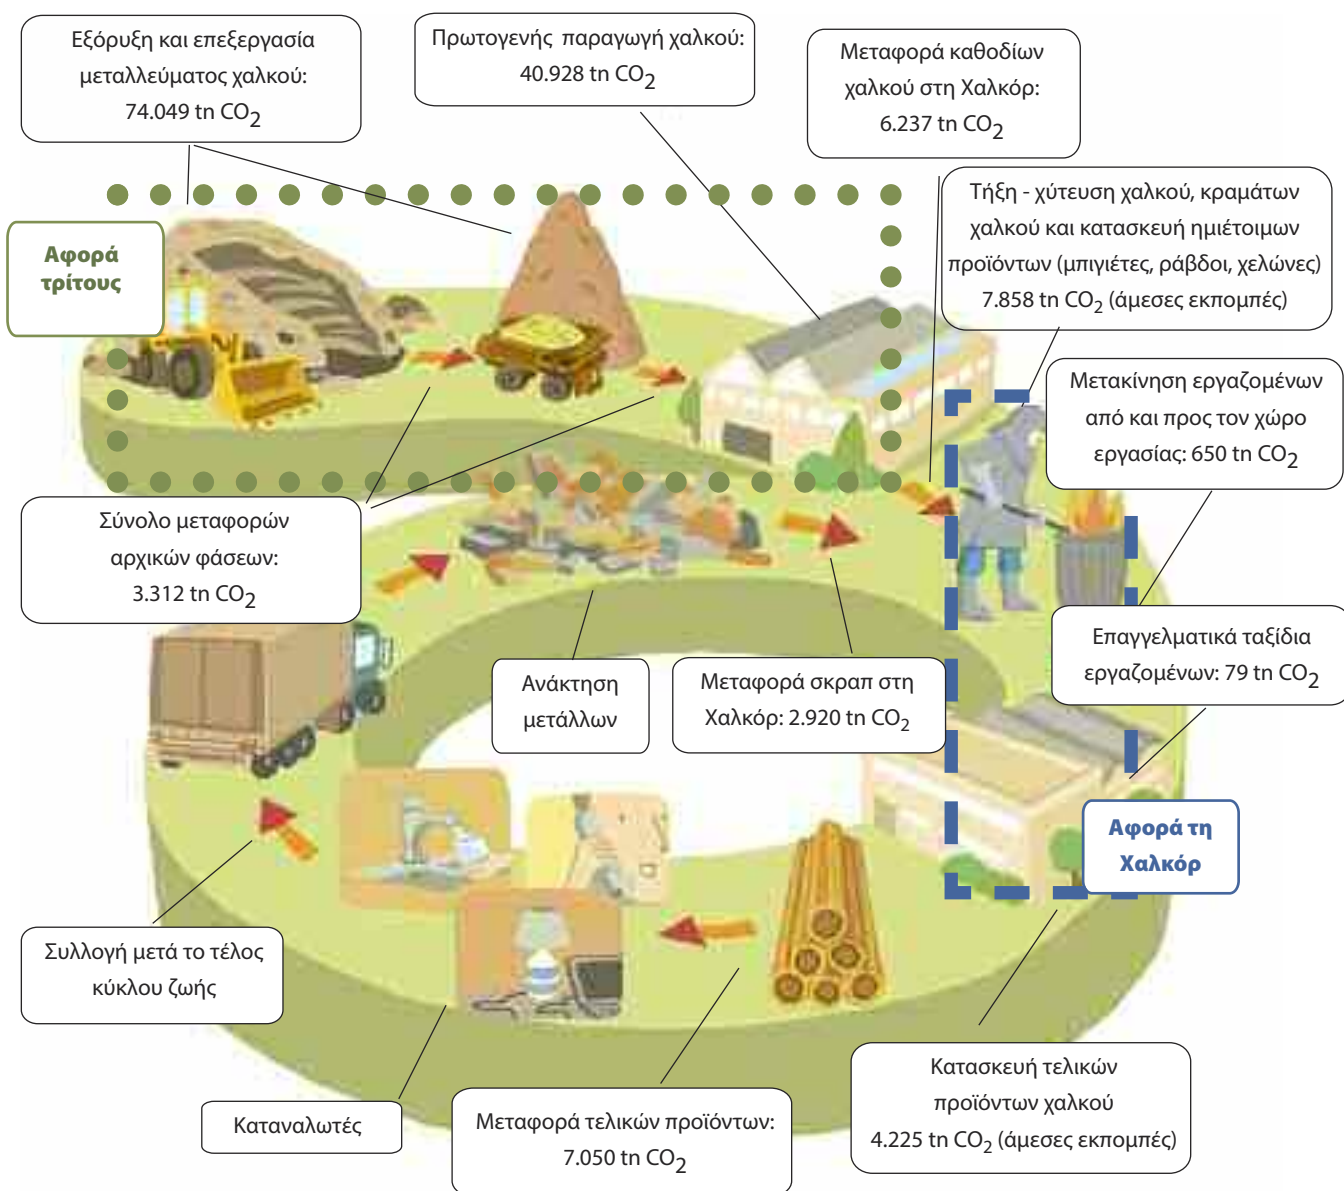 Εξόρυξη και επεξεργασία
μεταλλεύματος χαλκού:
74.049 tn CO2
Πρωτογενής παραγωγή χαλκού:
40.928 tn CO2
Μεταφορά καθοδίων
χαλκού στη Χαλκόρ:
6.237 tn CO2
Τήξη - χύτευση χαλκού, κραμάτων
χαλκού και κατασκευή ημιέτοιμων
προϊόντων (μπιγιέτες, ράβδοι, χελώνες)
7.858 tn CO2 (άμεσες εκπομπές)
Αφορά
τρίτους
Μετακίνηση εργαζομένων
από και προς τον χώρο
εργασίας: 650 tn CO2
Σύνολο μεταφορών
αρχικών φάσεων:
3.312 tn CO2
Ανάκτηση
μετάλλων
Μεταφορά σκραπ στη
Χαλκόρ: 2.920 tn CO2
Επαγγελματικά ταξίδια
εργαζομένων: 79 tn CO2
Αφορά τη
Χαλκόρ
Συλλογή μετά το τέλος
κύκλου ζωής
Καταναλωτές
Μεταφορά τελικών προϊόντων:
7.050 tn CO2
Κατασκευή τελικών
προϊόντων χαλκού
4.225 tn CO2 (άμεσες εκπομπές)